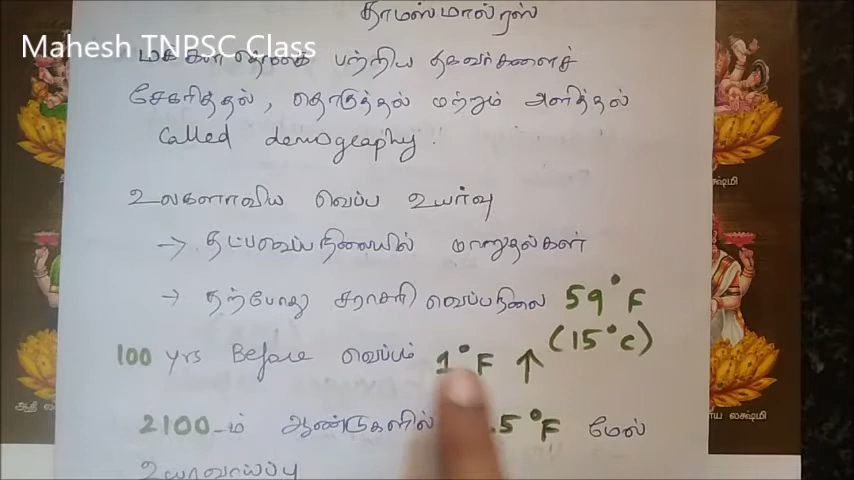 தாமஸ் மால்தஸ்
Mahesh TNPSC Class
மக்கள் தொகை பற்றிய தகவல்களைச்
சேகரித்தல், தொகுத்தல் மற்றும் அளித்தல்
Called demography.
உலகளாவிய வெப்ப உயர்வு
→ தட்பவெப்பநிலையில் மாறுதல்கள்
→ தற்போது சராசரி வெப்பநிலை 59°F
(15°C)
100 yrs Before வெப்பம் 1°F ↑
2100-ம் ஆண்டுகளில் .5°F மேல்
உயரவாய்ப்பு